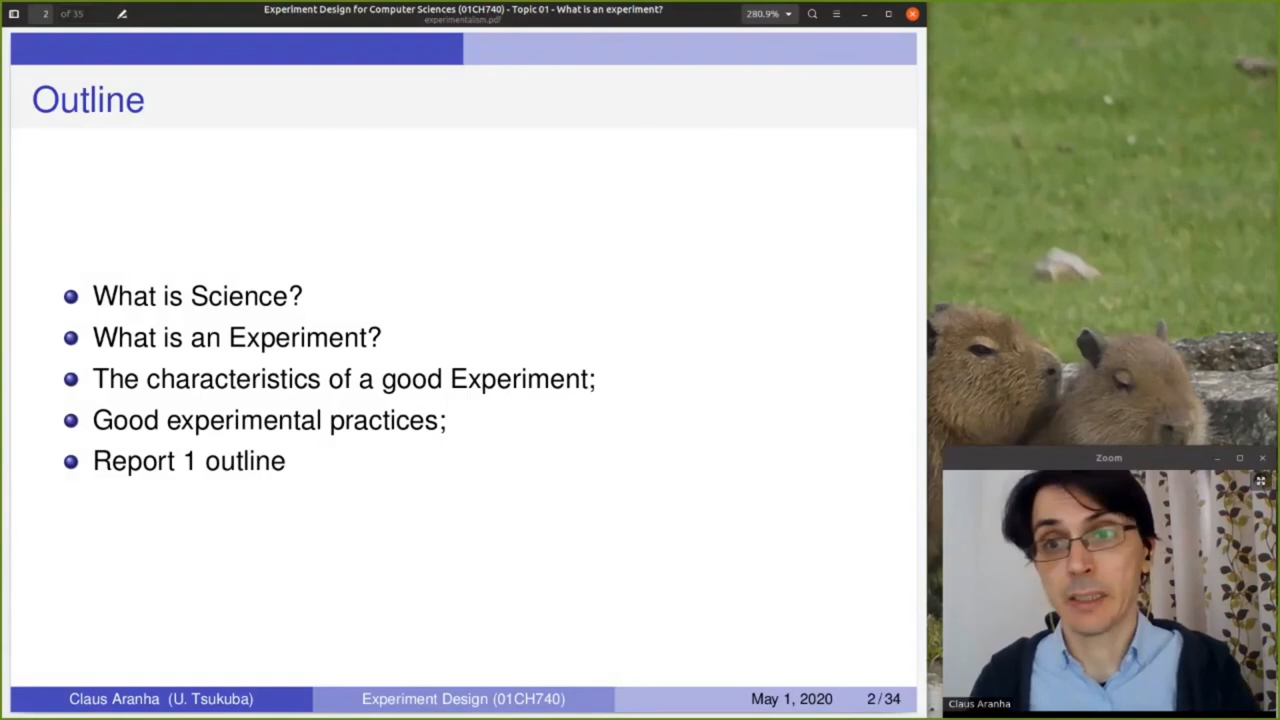 Experiment Design for Computer Sciences (01CH740) - Topic 01 - What is an experiment?
experimentalism.pdf
2 of 35
280.9%
Outline
What is Science?
What is an Experiment?
The characteristics of a good Experiment;
Good experimental practices;
Report 1 outline
Claus Aranha (U. Tsukuba)
Experiment Design (01CH740)
May 1, 2020
2/34
Zoom
Claus Aranha